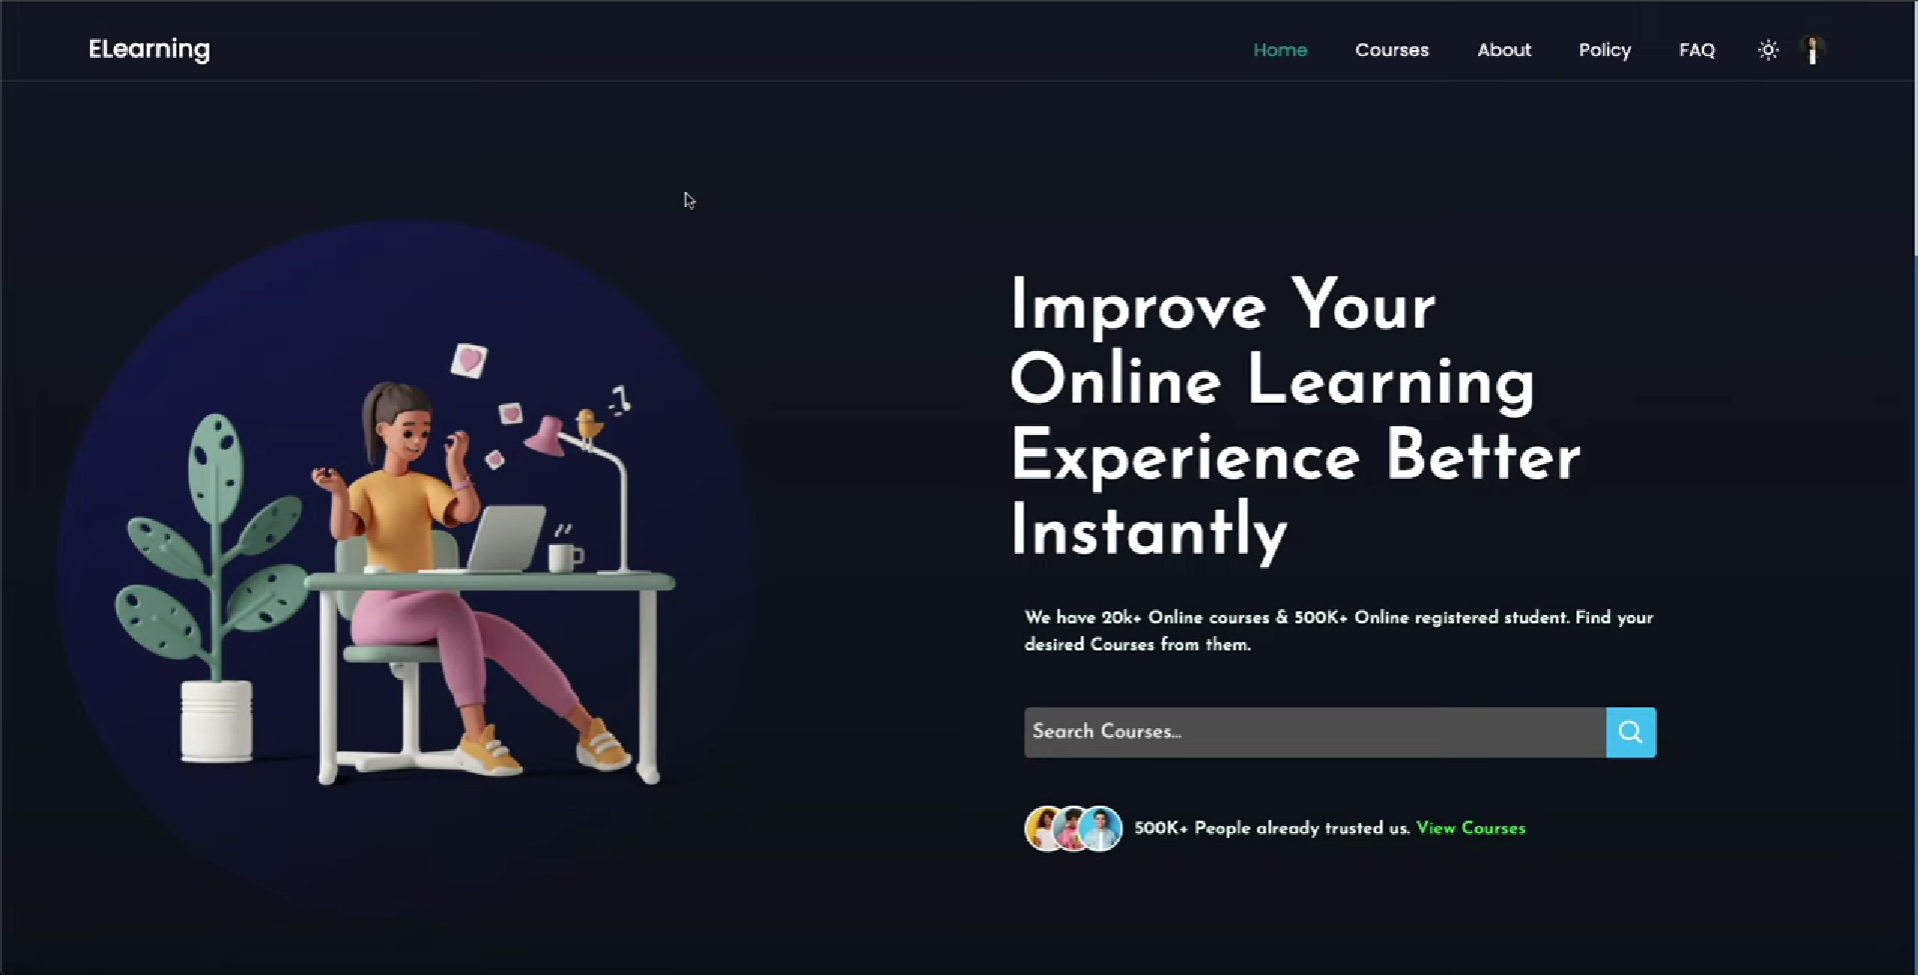 ELearning
Home Courses About Policy FAQ
Improve Your
Online Learning
Experience Better
Instantly
We have 20k+ Online courses & 500K+ Online registered student. Find your
desired Courses from them.
Search Courses...
500K+ People already trusted us. View Courses